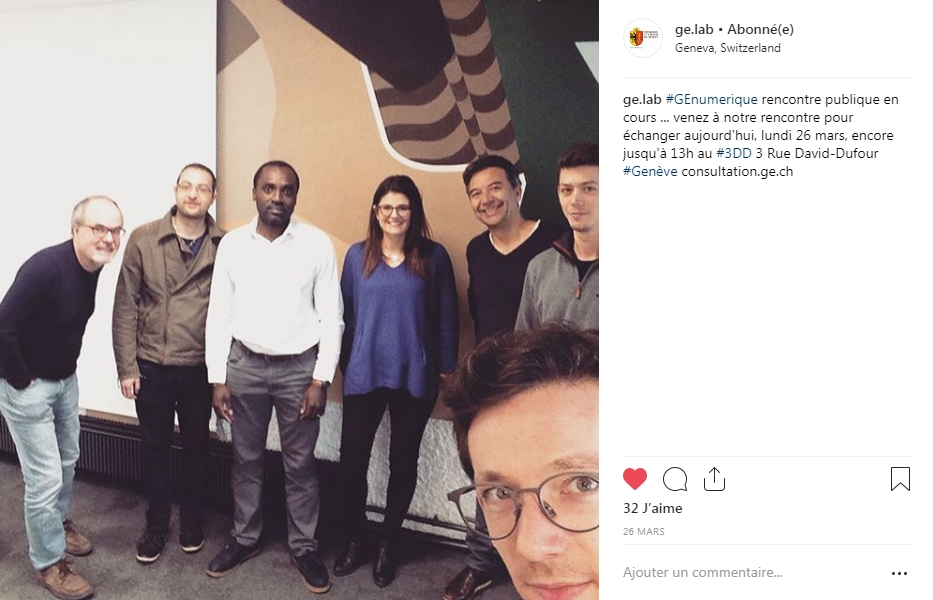 ge.lab • Abonné(e)
Geneva, Switzerland
ge.lab #GEnumerique rencontre publique en
cours ... venez à notre rencontre pour
échanger aujourd'hui, lundi 26 mars, encore
jusqu'à 13h au #3DD 3 Rue David-Dufour
#Genève consultation.ge.ch
32 J'aime
26 MARS
Ajouter un commentaire...